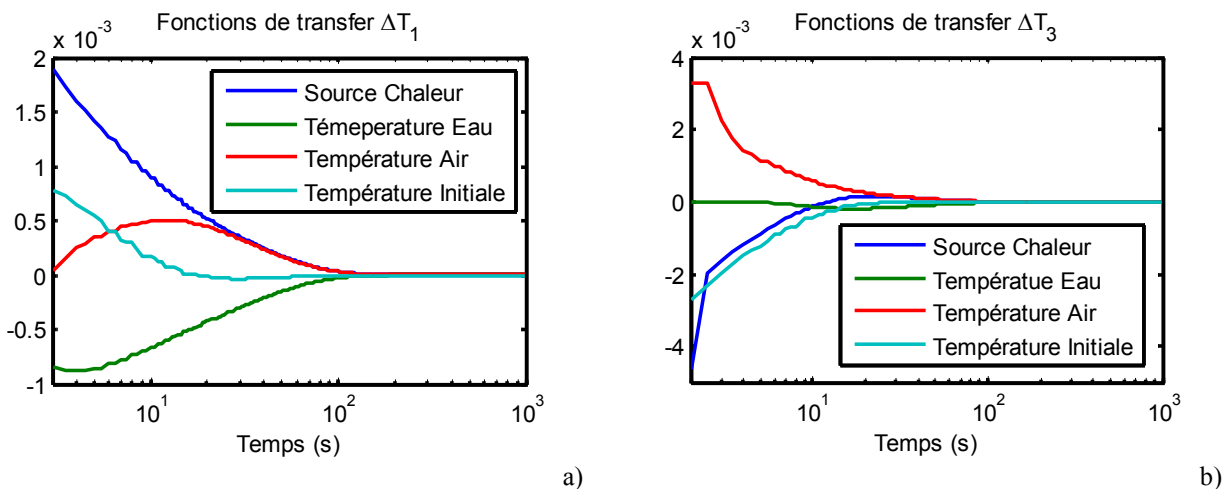 Fonctions de transfer ΔT1
x 10^-3
2
1.5
1
0.5
0
-0.5
-1
Source Chaleur
Témeperature Eau
Température Air
Température Initiale
10^1
10^2
10^3
Temps (s)
a)
Fonctions de transfer ΔT3
x 10^-3
4
2
0
-2
-4
Source Chaleur
Températue Eau
Température Air
Température Initiale
10^1
10^2
10^3
Temps (s)
b)